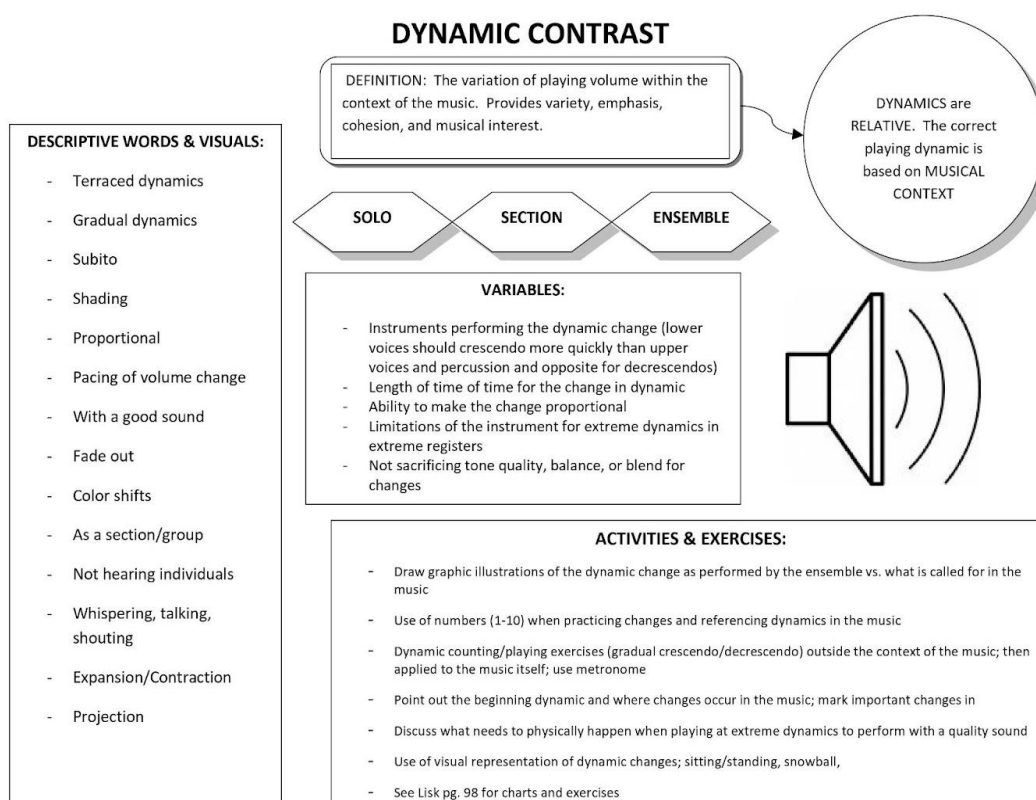 DYNAMIC CONTRAST
DEFINITION: The variation of playing volume within the
context of the music. Provides variety, emphasis,
cohesion, and musical interest.
DYNAMICS are
RELATIVE. The correct
playing dynamic is
based on MUSICAL
CONTEXT
DESCRIPTIVE WORDS & VISUALS:
- Terraced dynamics
- Gradual dynamics
- Subito
- Shading
- Proportional
- Pacing of volume change
- With a good sound
- Fade out
- Color shifts
- As a section/group
- Not hearing individuals
- Whispering, talking,
shouting
- Expansion/Contraction
- Projection
SOLO
SECTION
ENSEMBLE
VARIABLES:
- Instruments performing the dynamic change (lower
voices should crescendo more quickly than upper
voices and percussion and opposite for decrescendos)
- Length of time of time for the change in dynamic
- Ability to make the change proportional
- Limitations of the instrument for extreme dynamics in
extreme registers
- Not sacrificing tone quality, balance, or blend for
changes
ACTIVITIES & EXERCISES:
- Draw graphic illustrations of the dynamic change as performed by the ensemble vs. what is called for in the
music
- Use of numbers (1-10) when practicing changes and referencing dynamics in the music
- Dynamic counting/playing exercises (gradual crescendo/decrescendo) outside the context of the music; then
applied to the music itself; use metronome
- Point out the beginning dynamic and where changes occur in the music; mark important changes in
- Discuss what needs to physically happen when playing at extreme dynamics to perform with a quality sound
- Use of visual representation of dynamic changes; sitting/standing, snowball,
- See Lisk pg. 98 for charts and exercises